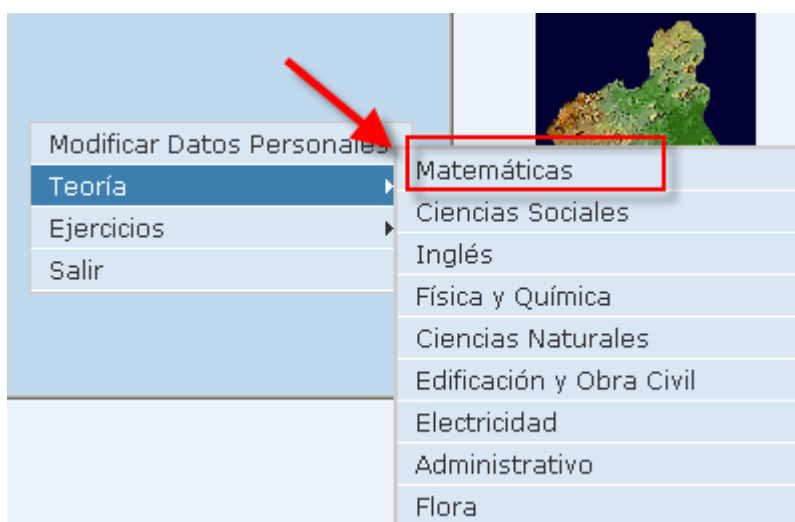 Modificar Datos Personales
Teoría
Ejercicios
Salir
Matemáticas
Ciencias Sociales
Inglés
Física y Química
Ciencias Naturales
Edificación y Obra Civil
Electricidad
Administrativo
Flora